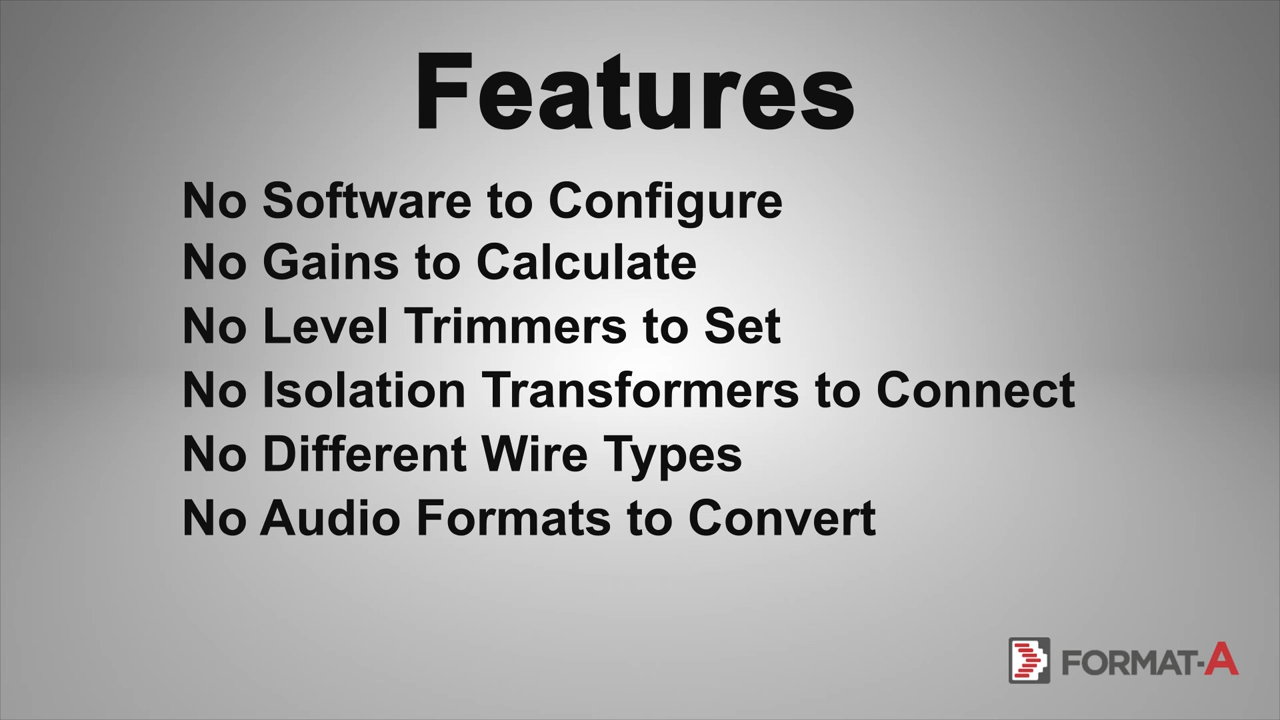 Features
No Software to Configure
No Gains to Calculate
No Level Trimmers to Set
No Isolation Transformers to Connect
No Different Wire Types
No Audio Formats to Convert
FORMAT-A